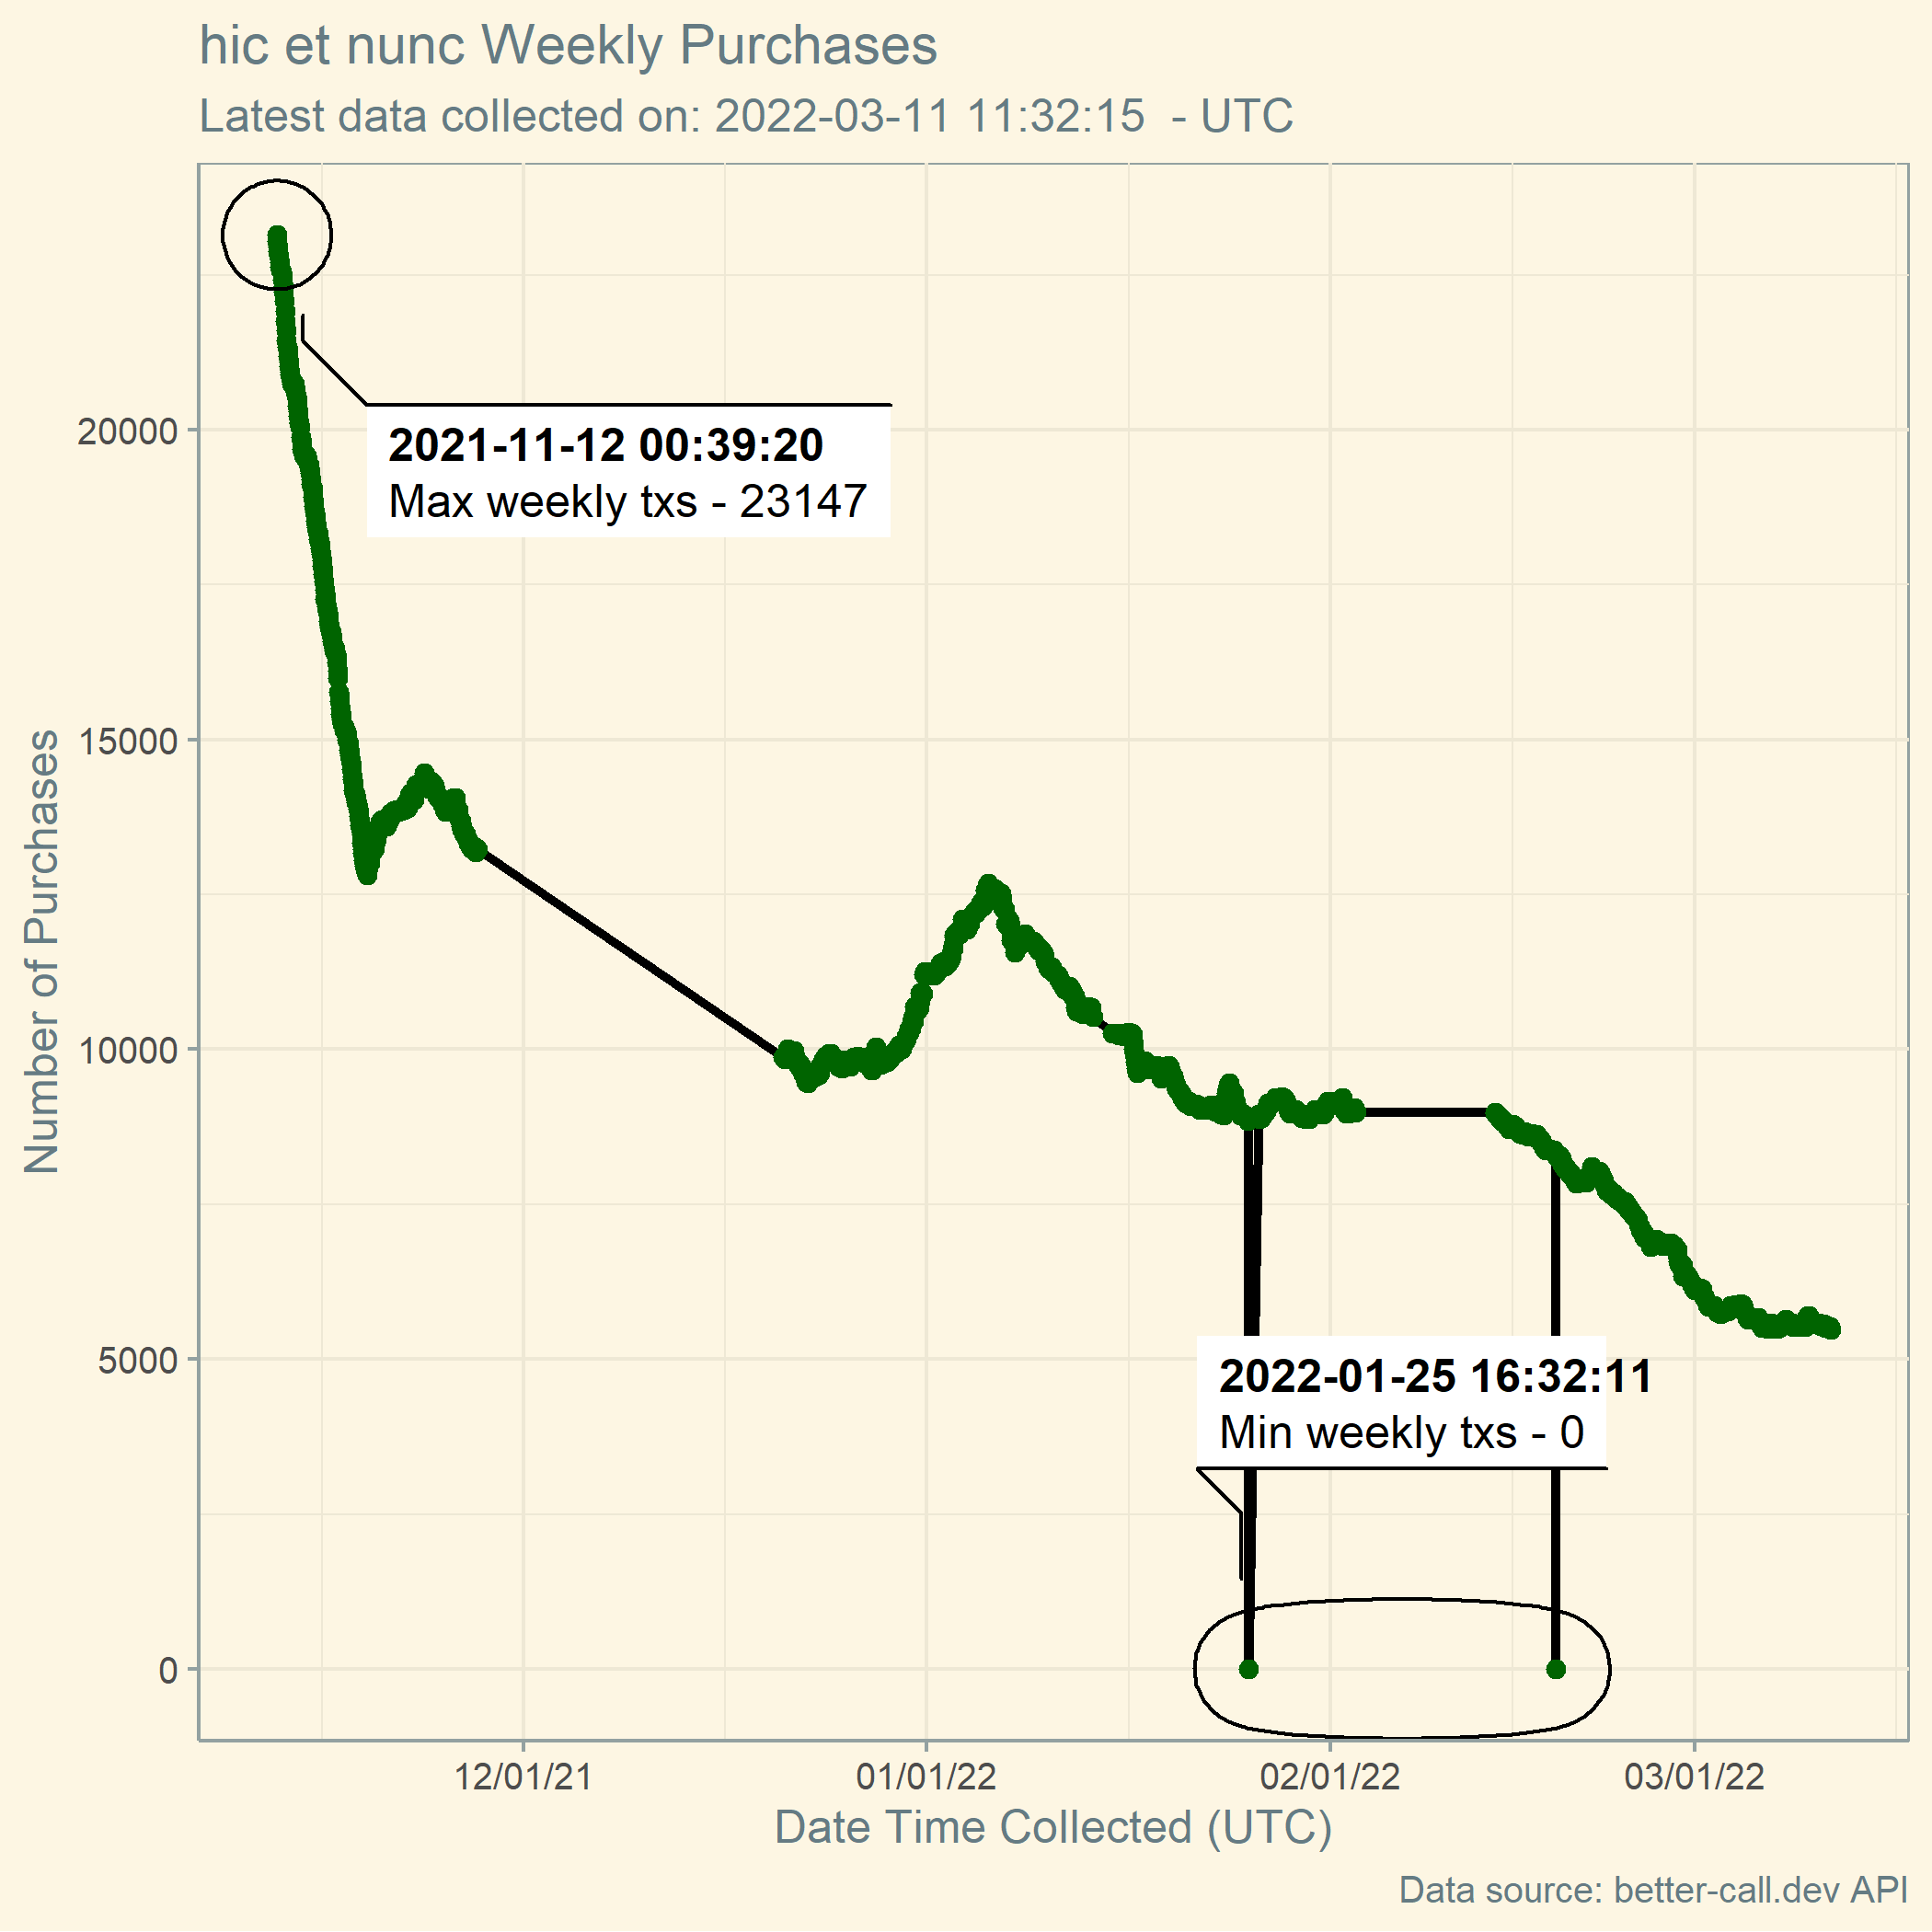 hic et nunc Weekly Purchases
Latest data collected on: 2022-03-11 11:32:15  - UTC
Number of Purchases
20000
15000
10000
5000
0
2021-11-12 00:39:20
Max weekly txs - 23147
2022-01-25 16:32:11
Min weekly txs - 0
12/01/21
01/01/22
02/01/22
03/01/22
Date Time Collected (UTC)
Data source: better-call.dev API